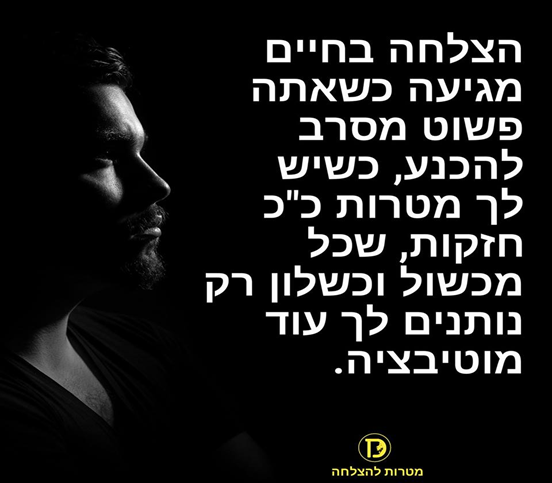 הצלחה בחיים
מגיעה כשאתה
פשוט מסרב
להכנע, כשיש
לך מטרות כ"כ
חזקות, שכל
מכשול וכשלון רק
נותנים לך עוד
מוטיבציה.
D
מטרות להצלחה